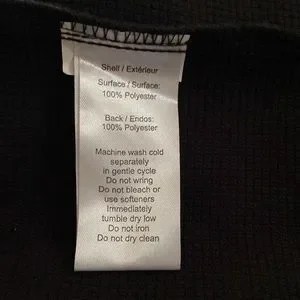 Shell / Extérieur
Surface / Surface:
100% Polyester
Back / Endos:
100% Polyester
Machine wash cold
separately
in gentle cycle
Do not wring
Do not bleach or
use softeners
Immediately
tumble dry low
Do not iron
Do not dry clean